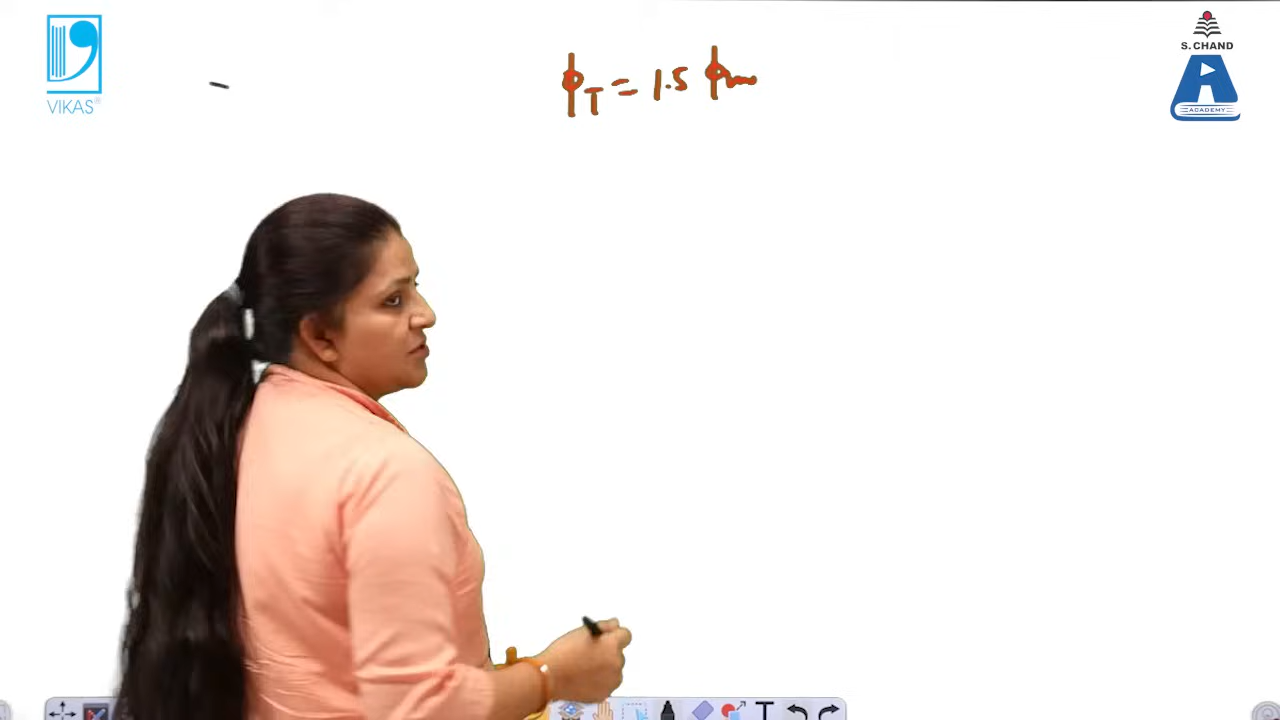 VIKAS®
ϕT = 1.5 ϕm
S. CHAND
ACADEMY
T